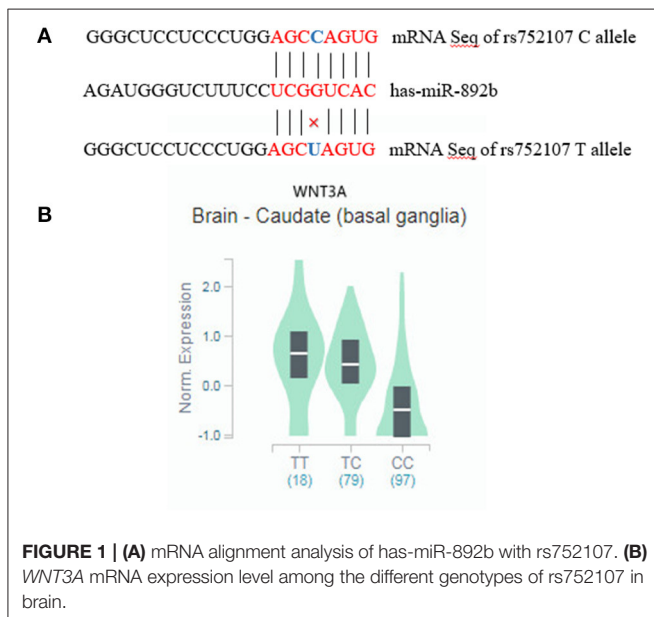 A GGGCUCCUCCCUGGAGCCAGUG mRNA Seq of rs752107 C allele
AGAUGGGUCUUUCCUCGGUCAC has-miR-892b
×
GGGCUCCUCCCUGGAGCUAGUG mRNA Seq of rs752107 T allele
WNT3A
B Brain - Caudate (basal ganglia)
Norm. Expression
2.0
1.0
0.0
-1.0
TT TC CC
(18) (79) (97)
FIGURE 1 | (A) mRNA alignment analysis of has-miR-892b with rs752107. (B)
WNT3A mRNA expression level among the different genotypes of rs752107 in
brain.